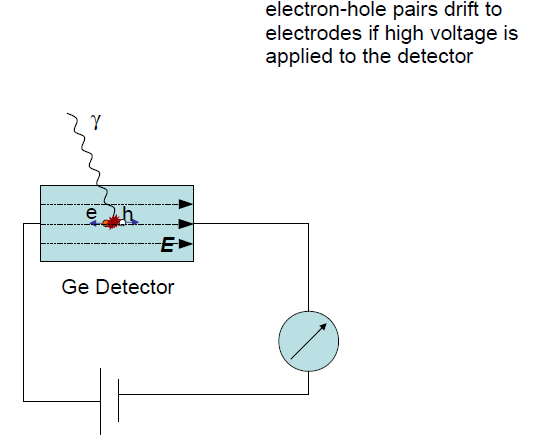 electron-hole pairs drift to
electrodes if high voltage is
applied to the detector
γ
e h
E
Ge Detector